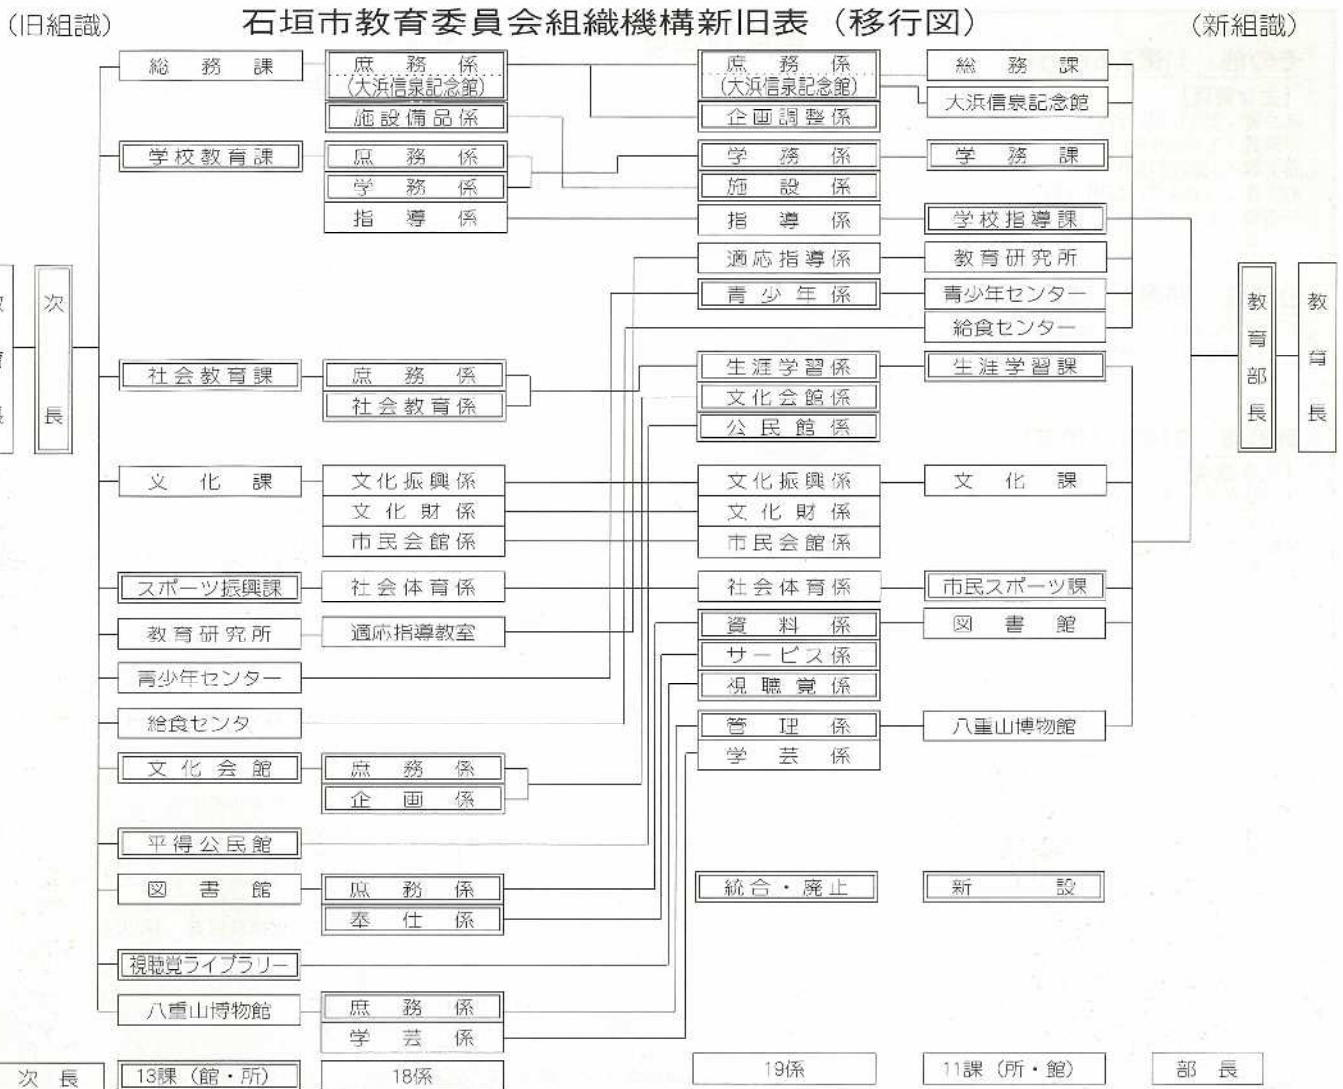 (旧組織)
石垣市教育委員会組織機構新旧表（移行図）
(新組織)
総務課
庶務係
(大浜信泉記念館)
施設備品係
学校教育課
庶務係
学務係
指導係
社会教育課
庶務係
社会教育係
文化課
文化振興係
文化財係
市民会館係
スポーツ振興課
社会体育係
教育研究所
適応指導教室
青少年センター
給食センタ
文化会館
庶務係
企画係
平得公民館
図書館
庶務係
奉仕係
視聴覚ライブラリー
八重山博物館
庶務係
学芸係
次長
庶務係
(大浜信泉記念館)
企画調整係
学務係
施設係
指導係
適応指導係
青少年係
生涯学習係
文化会館係
公民館係
文化振興係
文化財係
市民会館係
社会体育係
資料係
サービス係
視聴覚係
管理係
学芸係
総務課
大浜信泉記念館
学務課
学校指導課
教育研究所
青少年センター
給食センター
生涯学習課
文化課
市民スポーツ課
図書館
八重山博物館
教育部長
教育長
統合・廃止
新設
次長
13課（館・所）
18係
19係
11課（所・館）
部長